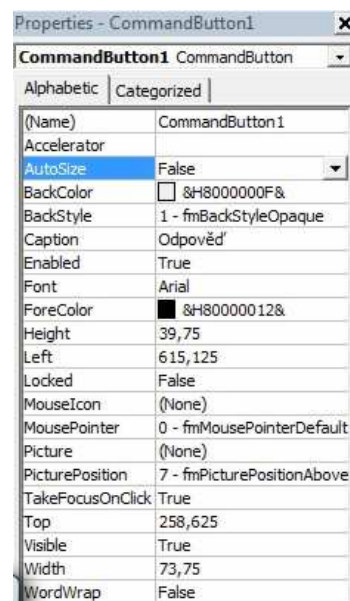 Properties - CommandButton1
CommandButton1 CommandButton
Alphabetic Categorized
(Name) CommandButton1
Accelerator
AutoSize False
BackColor &H8000000F&
BackStyle 1 - fmBackStyleOpaque
Caption Odpověď
Enabled True
Font Arial
ForeColor &H80000012&
Height 39,75
Left 615,125
Locked False
MouseIcon (None)
MousePointer 0 - fmMousePointerDefault
Picture (None)
PicturePosition 7 - fmPicturePositionAbove
TakeFocusOnClick True
Top 258,625
Visible True
Width 73,75
WordWrap False